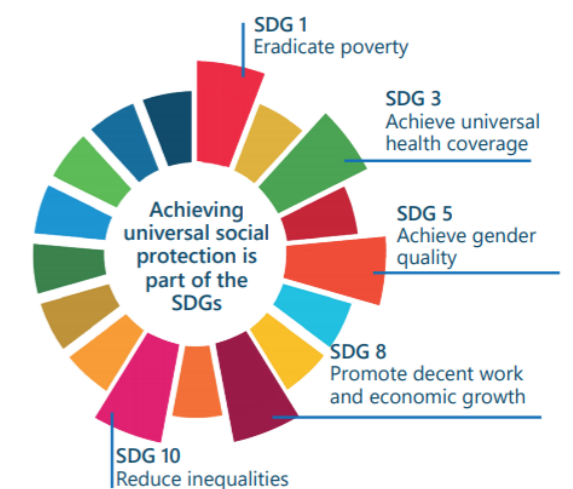 SDG 1
Eradicate poverty
SDG 3
Achieve universal
health coverage
Achieving
universal social
protection is
part of the
SDGs
SDG 5
Achieve gender
quality
SDG 8
Promote decent work
and economic growth
SDG 10
Reduce inequalities